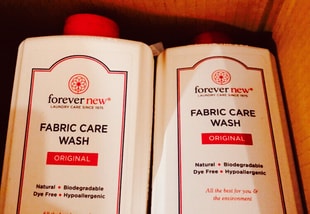 forever new®
LAUNDRY CARE SINCE 1975
FABRIC CARE
WASH
ORIGINAL
Natural + Biodegradable
Dye Free + Hypoallergenic
forever new®
LAUNDRY CARE SINCE 1975
FABRIC CARE
WASH
ORIGINAL
Natural + Biodegradable
Dye Free + Hypoallergenic
All the best for you &
the environment